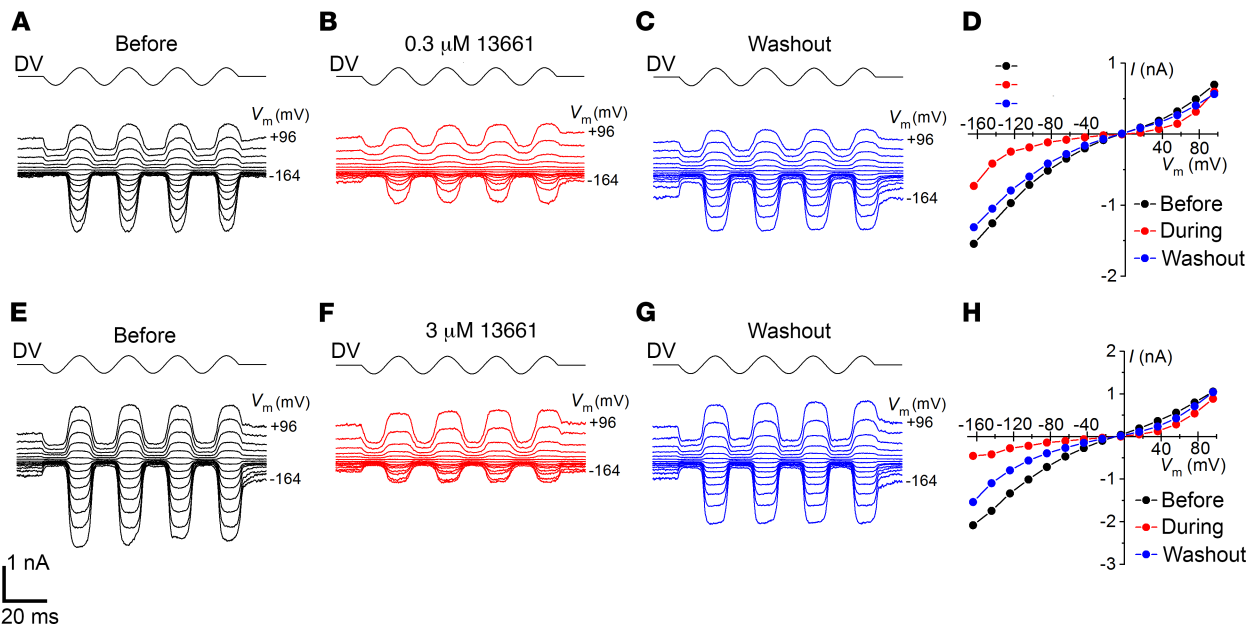 A
Before
DV
Vm (mV)
+96
-164
B
0.3 µM 13661
DV
Vm (mV)
+96
-164
C
Washout
DV
Vm (mV)
+96
-164
D
1
I (nA)
-160 -120 -80 -40
40 80
Vm (mV)
-1
-2
Before
During
Washout
E
Before
DV
Vm (mV)
+96
-164
1 nA
20 ms
F
3 µM 13661
DV
Vm (mV)
+96
-164
G
Washout
DV
Vm (mV)
+96
-164
H
2
I (nA)
1
-160 -120 -80 -40
40 80
Vm (mV)
-1
-2
-3
Before
During
Washout